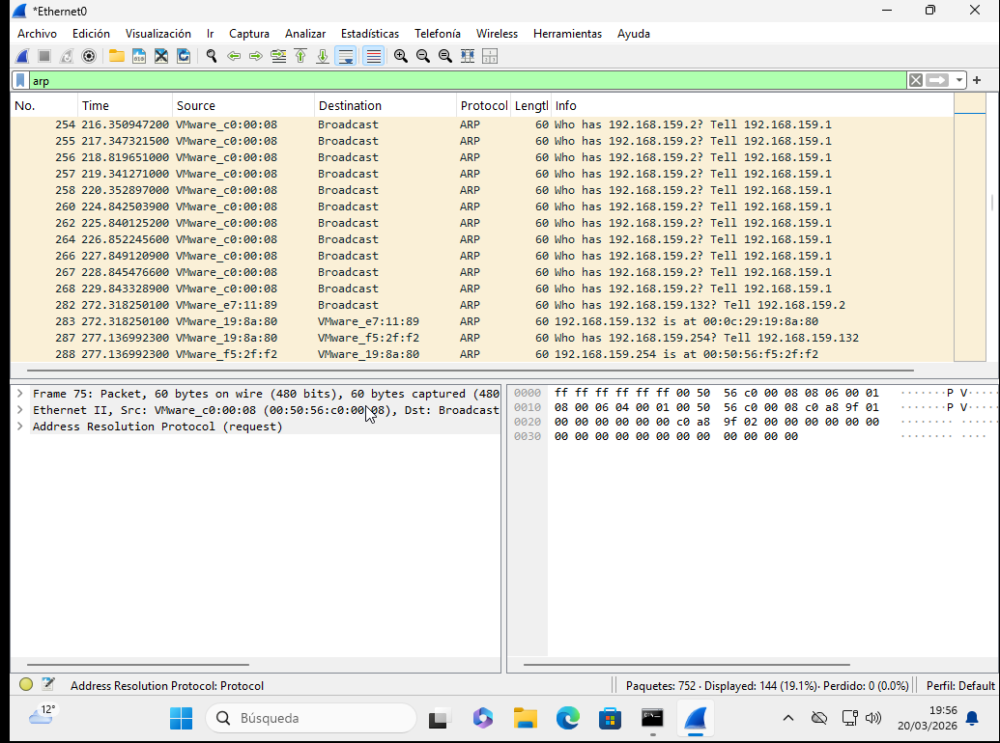 *Ethernet0
Archivo Edición Visualización Ir Captura Analizar Estadísticas Telefonía Wireless Herramientas Ayuda
arp
No. Time Source Destination Protocol Lengtl Info
254 216.350947200 VMware_c0:00:08 Broadcast ARP 60 Who has 192.168.159.2? Tell 192.168.159.1
255 217.347321500 VMware_c0:00:08 Broadcast ARP 60 Who has 192.168.159.2? Tell 192.168.159.1
256 218.819651000 VMware_c0:00:08 Broadcast ARP 60 Who has 192.168.159.2? Tell 192.168.159.1
257 219.341271000 VMware_c0:00:08 Broadcast ARP 60 Who has 192.168.159.2? Tell 192.168.159.1
258 220.352897000 VMware_c0:00:08 Broadcast ARP 60 Who has 192.168.159.2? Tell 192.168.159.1
260 224.842503900 VMware_c0:00:08 Broadcast ARP 60 Who has 192.168.159.2? Tell 192.168.159.1
262 225.840125200 VMware_c0:00:08 Broadcast ARP 60 Who has 192.168.159.2? Tell 192.168.159.1
264 226.852245600 VMware_c0:00:08 Broadcast ARP 60 Who has 192.168.159.2? Tell 192.168.159.1
266 227.849120900 VMware_c0:00:08 Broadcast ARP 60 Who has 192.168.159.2? Tell 192.168.159.1
267 228.845476600 VMware_c0:00:08 Broadcast ARP 60 Who has 192.168.159.2? Tell 192.168.159.1
268 229.843328900 VMware_c0:00:08 Broadcast ARP 60 Who has 192.168.159.2? Tell 192.168.159.1
282 272.318250100 VMware_e7:11:89 Broadcast ARP 60 Who has 192.168.159.132? Tell 192.168.159.2
283 272.318250100 VMware_19:8a:80 VMware_e7:11:89 ARP 60 192.168.159.132 is at 00:0c:29:19:8a:80
287 277.136992300 VMware_19:8a:80 VMware_f5:2f:f2 ARP 60 Who has 192.168.159.254? Tell 192.168.159.132
288 277.136992300 VMware_f5:2f:f2 VMware_19:8a:80 ARP 60 192.168.159.254 is at 00:50:56:f5:2f:f2
Frame 75: Packet, 60 bytes on wire (480 bits), 60 bytes captured (480
Ethernet II, Src: VMware_c0:00:08 (00:50:56:c0:00:08), Dst: Broadcast
Address Resolution Protocol (request)
0000 ff ff ff ff ff ff 00 50 56 c0 00 08 08 06 00 01 ·······P V·····
0010 08 00 06 04 00 01 00 50 56 c0 00 08 c0 a8 9f 01 ·······P V·····
0020 00 00 00 00 00 00 c0 a8 9f 02 00 00 00 00 00 00 ········ ······
0030 00 00 00 00 00 00 00 00 00 00 00 00 ········ ····
Address Resolution Protocol: Protocol
Paquetes: 752 · Displayed: 144 (19.1%)· Perdido: 0 (0.0%)
Perfil: Default
12°
Búsqueda
19:56
20/03/2026